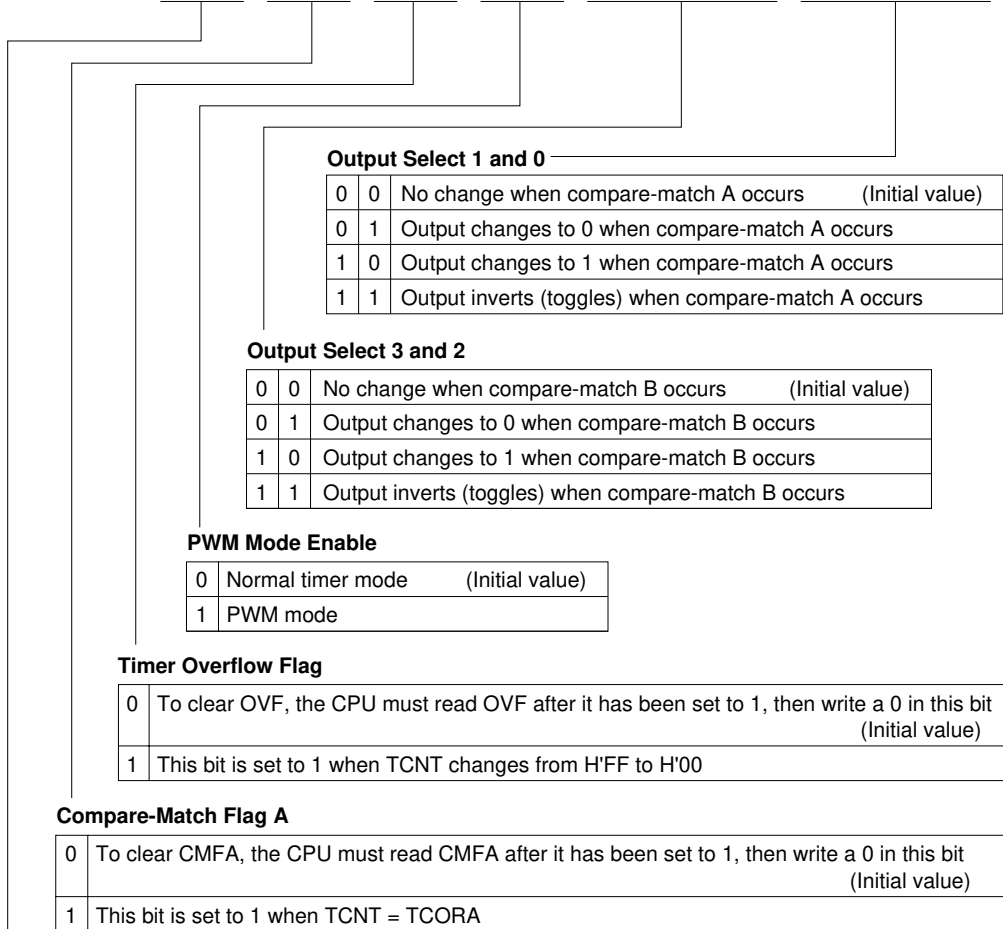 Output Select 1 and 0
0 0 No change when compare-match A occurs (Initial value)
0 1 Output changes to 0 when compare-match A occurs
1 0 Output changes to 1 when compare-match A occurs
1 1 Output inverts (toggles) when compare-match A occurs
Output Select 3 and 2
0 0 No change when compare-match B occurs (Initial value)
0 1 Output changes to 0 when compare-match B occurs
1 0 Output changes to 1 when compare-match B occurs
1 1 Output inverts (toggles) when compare-match B occurs
PWM Mode Enable
0 Normal timer mode (Initial value)
1 PWM mode
Timer Overflow Flag
0 To clear OVF, the CPU must read OVF after it has been set to 1, then write a 0 in this bit
(Initial value)
1 This bit is set to 1 when TCNT changes from H'FF to H'00
Compare-Match Flag A
0 To clear CMFA, the CPU must read CMFA after it has been set to 1, then write a 0 in this bit
(Initial value)
1 This bit is set to 1 when TCNT = TCORA